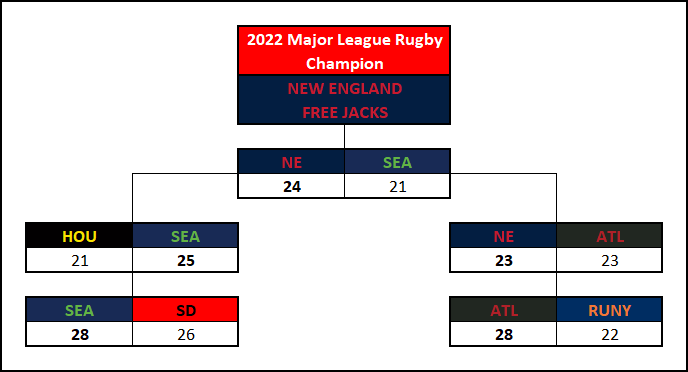 2022 Major League Rugby
Champion
NEW ENGLAND
FREE JACKS
NE SEA
24 21
HOU SEA
21 25
NE ATL
23 23
SEA SD
28 26
ATL RUNY
28 22